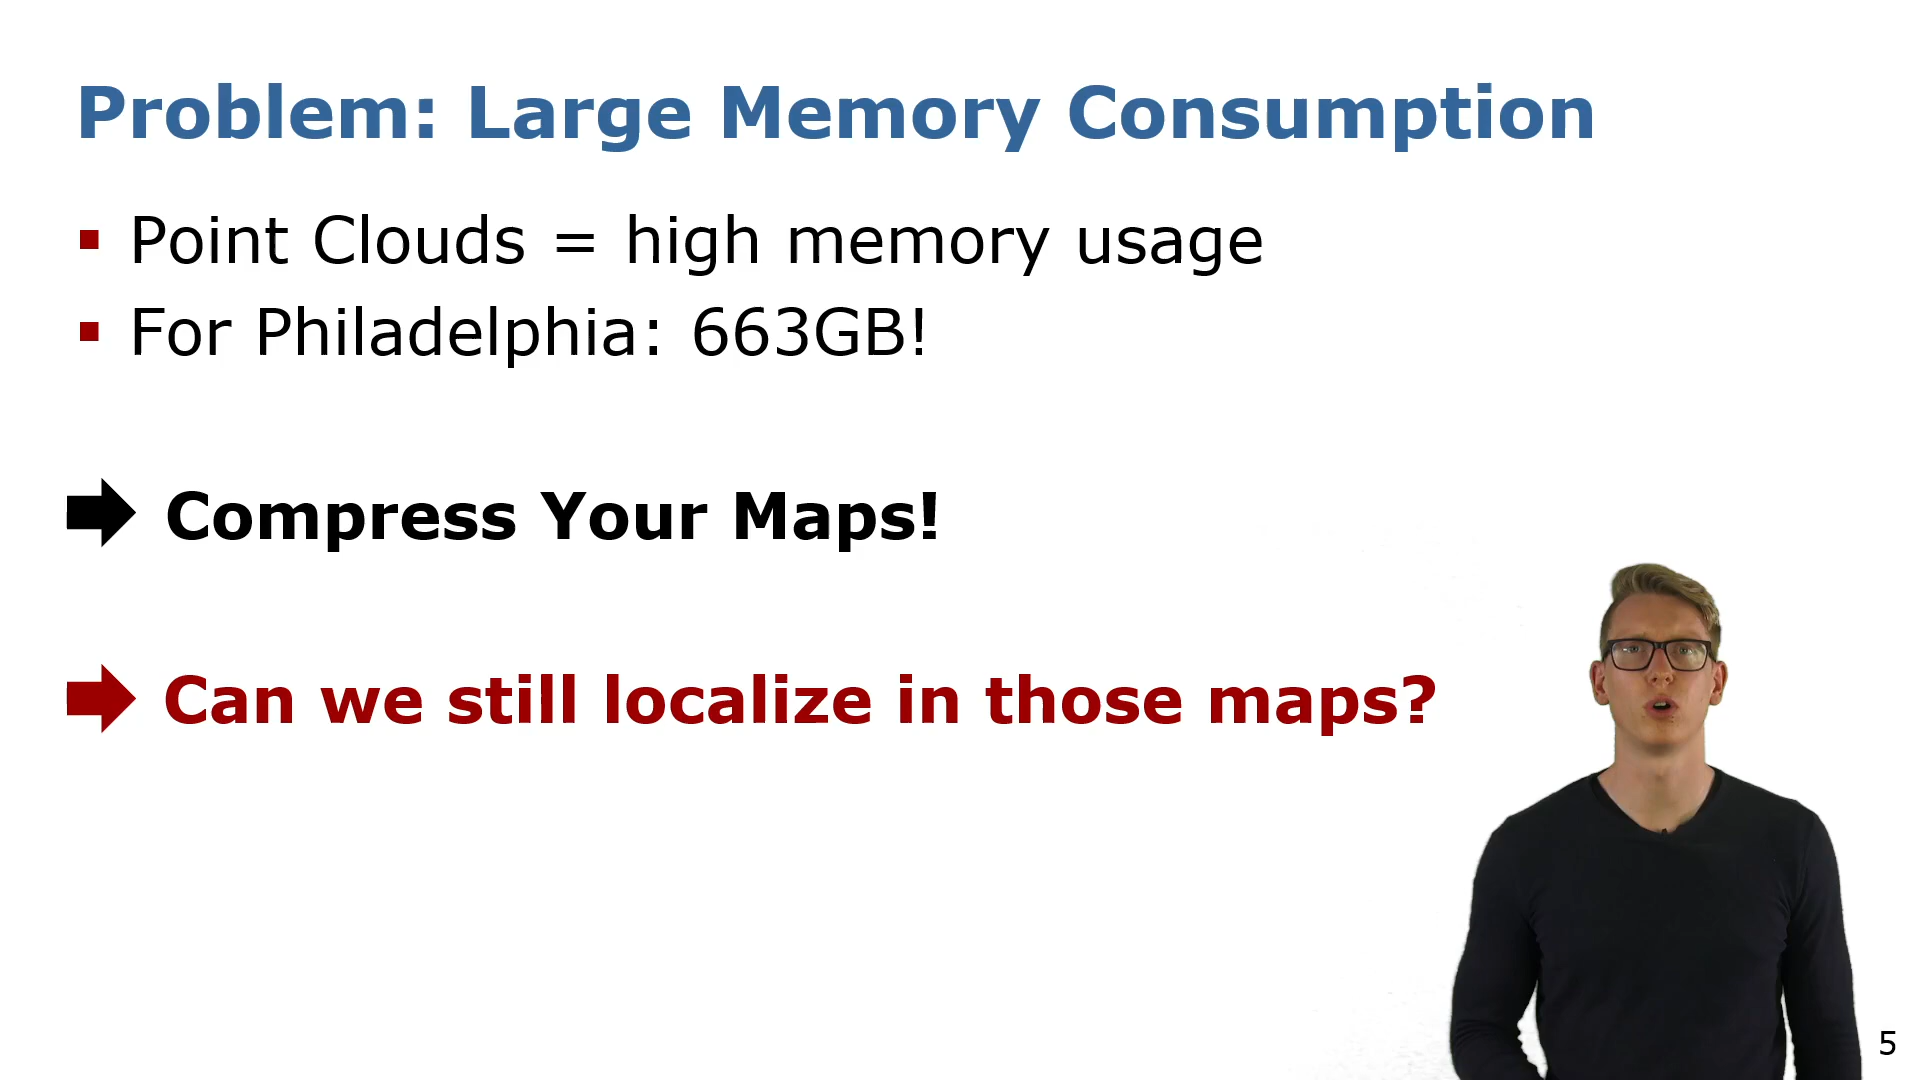 Problem: Large Memory Consumption
Point Clouds = high memory usage
For Philadelphia: 663GB!
Compress Your Maps!
Can we still localize in those maps?
5